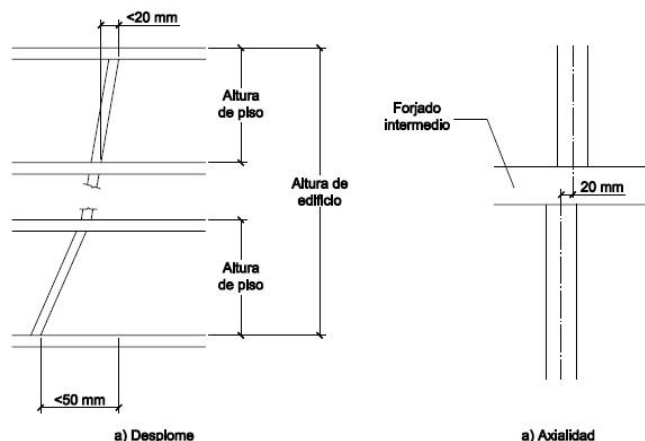 <20 mm
Altura
de piso
Altura de
edificio
Altura
de piso
<50 mm
a) Desplome
Forjado
intermedio
20 mm
a) Axialidad